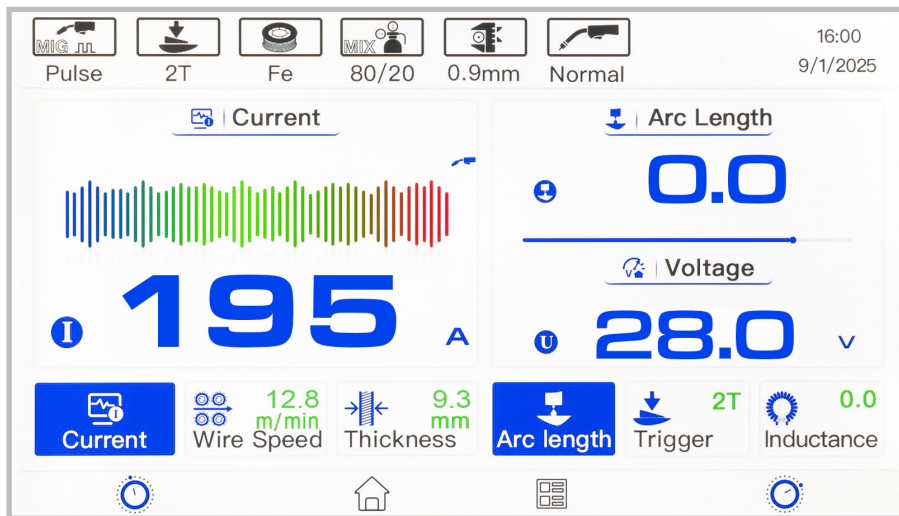 MIG
MIX
Pulse 2T Fe 80/20 0.9mm Normal
16:00
9/1/2025
Current
195 A
I
Arc Length
0.0
Voltage
U 28.0 V
Current
12.8
m/min
Wire Speed
9.3
mm
Thickness
Arc length
2T
Trigger
0.0
Inductance